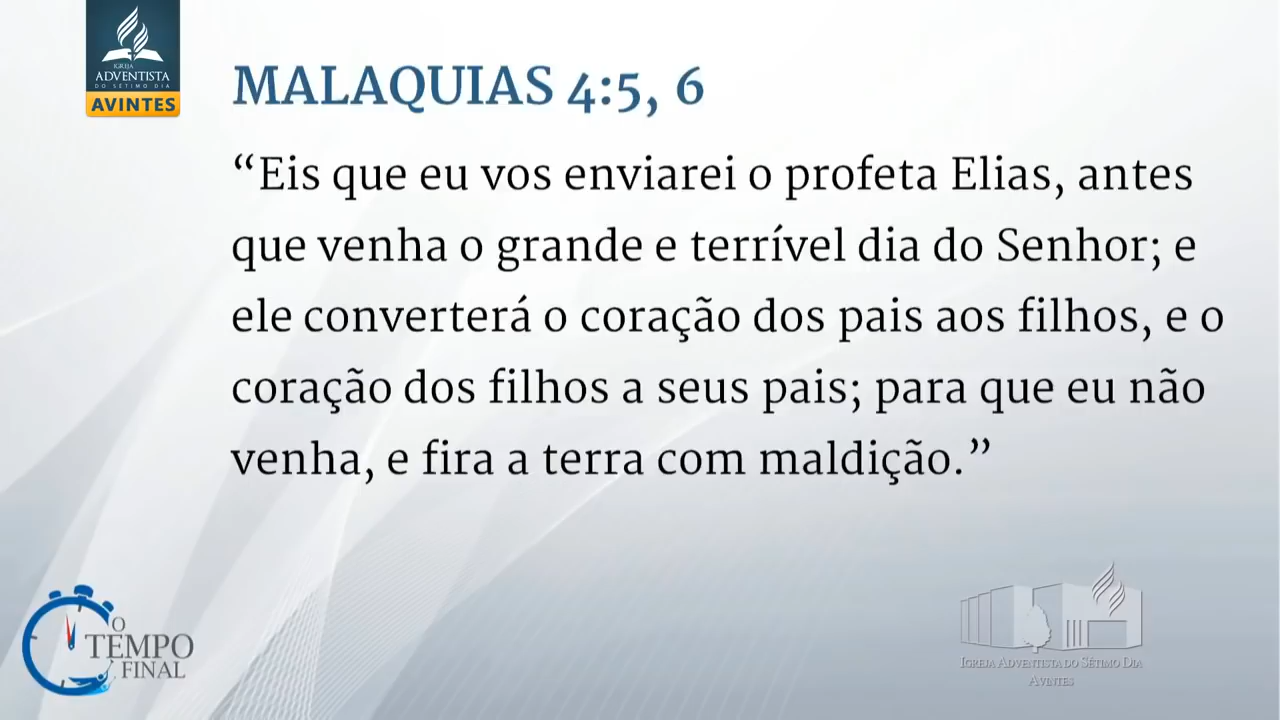 IGREJA
ADVENTISTA
DO SÉTIMO DIA
AVINTES
MALAQUIAS 4:5, 6
“Eis que eu vos enviarei o profeta Elias, antes
que venha o grande e terrível dia do Senhor; e
ele converterá o coração dos pais aos filhos, e o
coração dos filhos a seus pais; para que eu não
venha, e fira a terra com maldição.”
O
TEMPO
FINAL
IGREJA ADVENTISTA DO SÉTIMO DIA
AVINTES